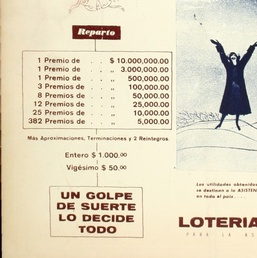 Reparto
1 Premio de . . . $ 10.000,000.00
1 Premio de . . „ 3.000,000.00
1 Premio de . . „ 500,000.00
3 Premios de . . „ 100,000.00
8 Premios de . . „ 50,000.00
12 Premios de . . „ 25,000.00
25 Premios de . . „ 10,000.00
382 Premios de . . „ 5,000.00
Más Aproximaciones, Terminaciones y 2 Reintegros.
Entero $ 1.000.00
Vigésimo $ 50.00
UN GOLPE
DE SUERTE
LO DECIDE
TODO
Las utilidades obtenidas
se destinan a la ASISTEN
en todo el país . . .
LOTERIA
PARA LA AS